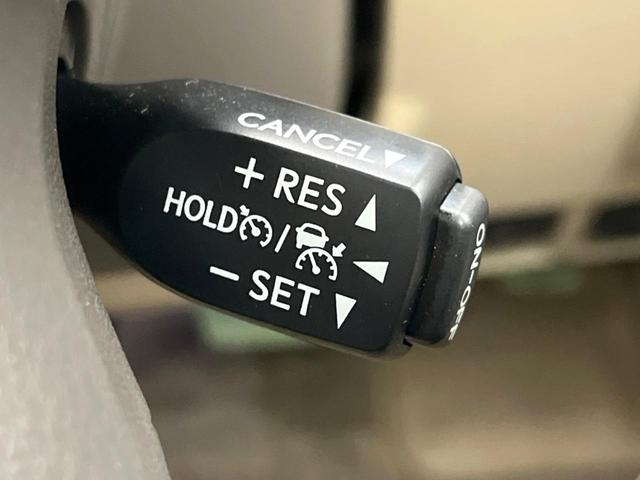 CANCEL▼
+ RES ▲
HOLD / ◀
− SET ▼
ON-OFF